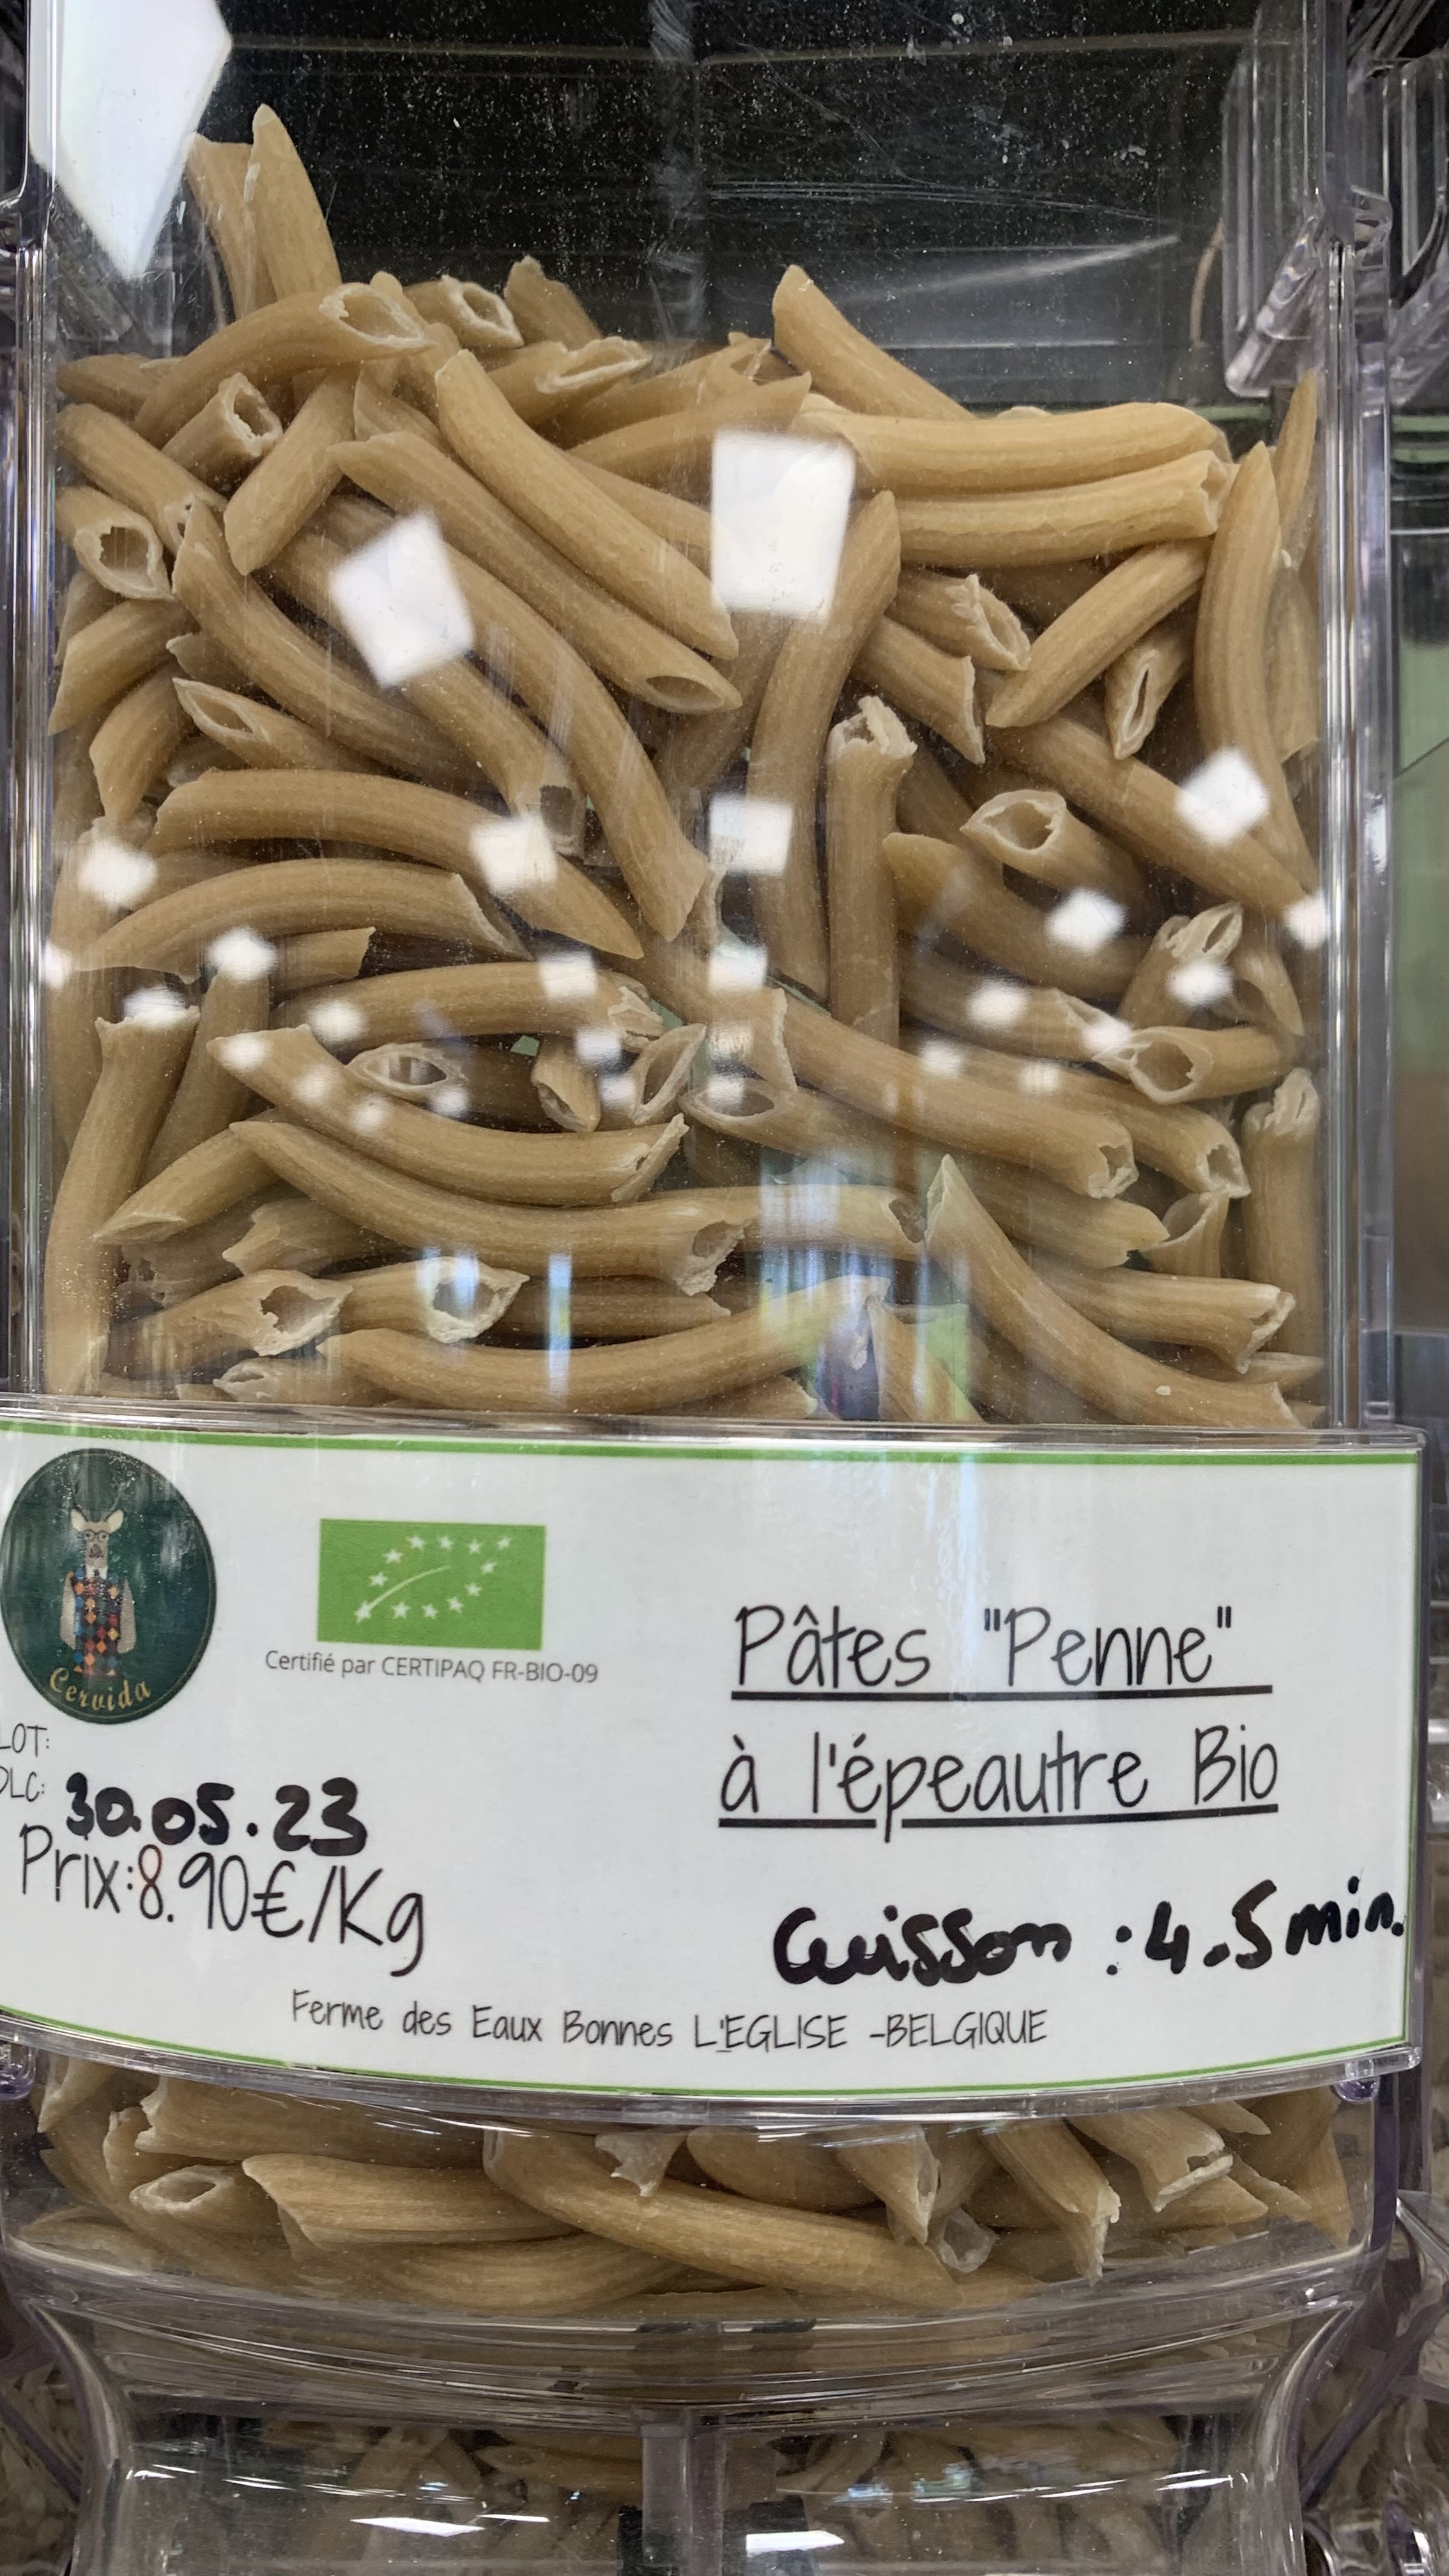 Cervida
Certifié par CERTIPAQ FR-BIO-09
Pâtes "Penne"
à l'épeautre Bio
LOT:
DLC: 30.05.23
Prix:8.90€/Kg
Cuisson : 4.5 min.
Ferme des Eaux Bonnes L'EGLISE -BELGIQUE